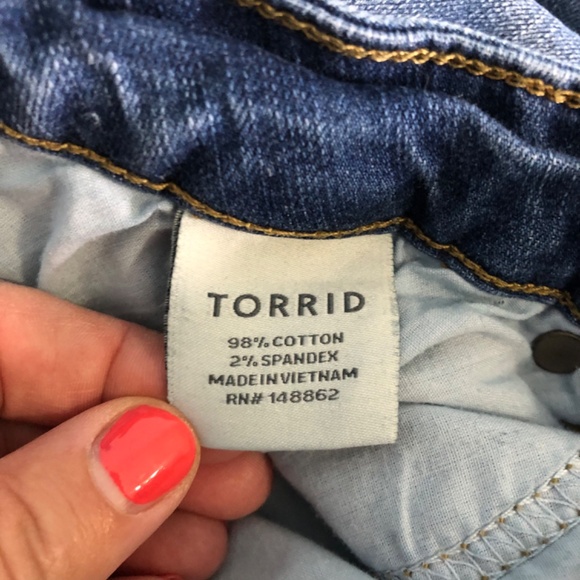 TORRID
98% COTTON
2% SPANDEX
MADE IN VIETNAM
RN# 148862